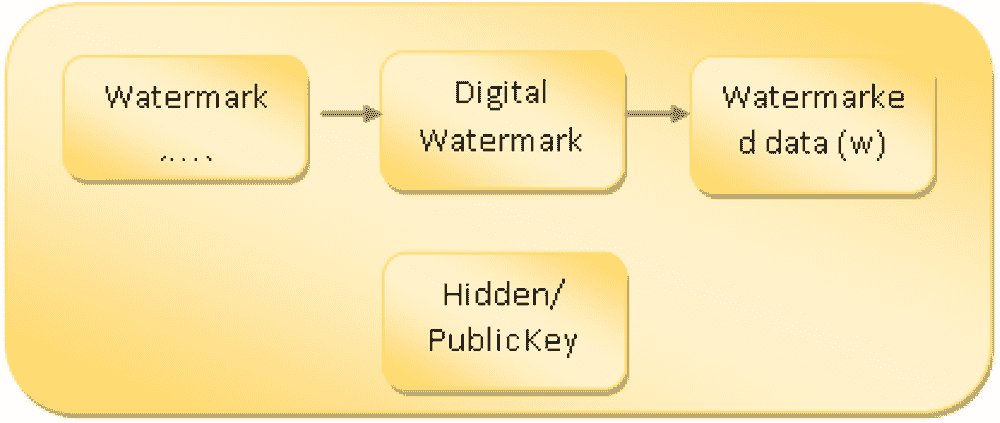 Watermark
Digital
Watermark
Watermarke
d data (w)
Hidden/
PublicKey